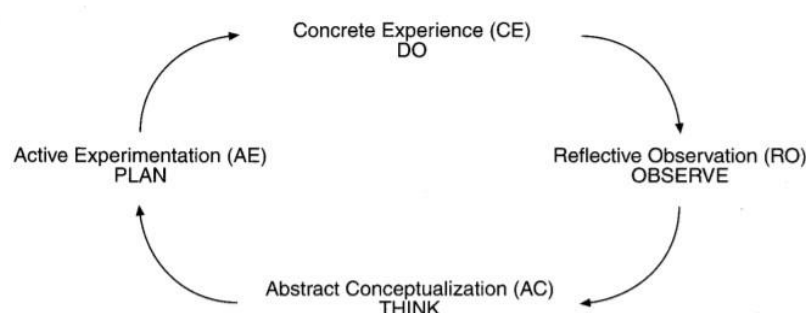 Concrete Experience (CE)
DO
Active Experimentation (AE)
PLAN
Reflective Observation (RO)
OBSERVE
Abstract Conceptualization (AC)
THINK